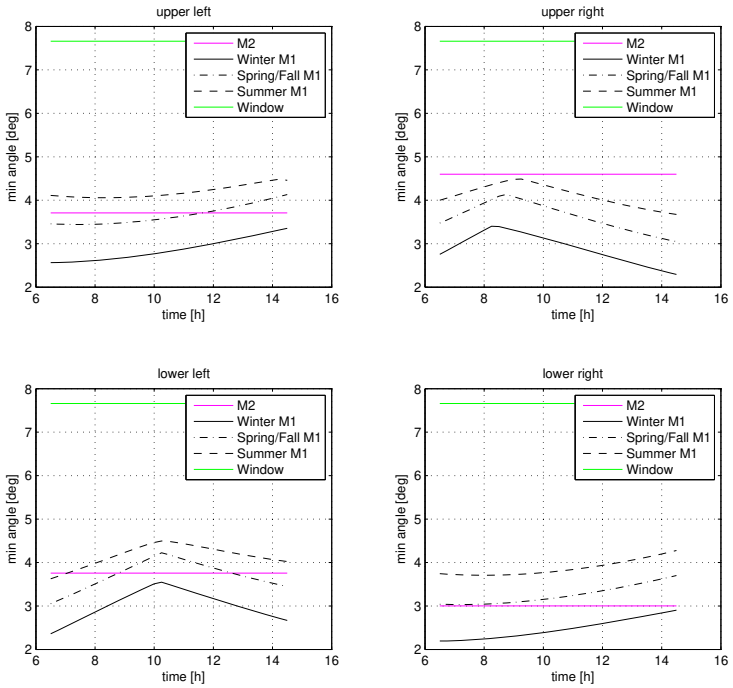 upper left
8
7
6
5
4
3
2
min angle [deg]
6 8 10 12 14 16
time [h]
M2
Winter M1
Spring/Fall M1
Summer M1
Window
upper right
8
7
6
5
4
3
2
min angle [deg]
6 8 10 12 14 16
time [h]
M2
Winter M1
Spring/Fall M1
Summer M1
Window
lower left
8
7
6
5
4
3
2
min angle [deg]
6 8 10 12 14 16
time [h]
M2
Winter M1
Spring/Fall M1
Summer M1
Window
lower right
8
7
6
5
4
3
2
min angle [deg]
6 8 10 12 14 16
time [h]
M2
Winter M1
Spring/Fall M1
Summer M1
Window